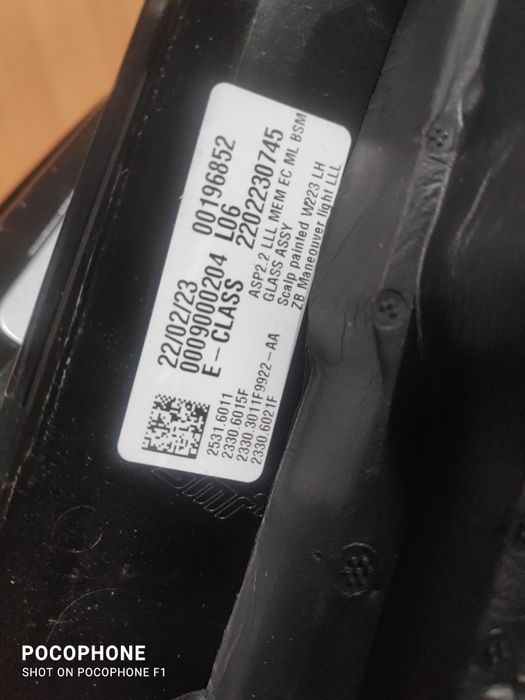 22/02/23 00196852
0009000204 L06
E-CLASS 2202230745
2531.6011 ASP2.2 LLL MEM EC ML BSM
2330.6015F GLASS ASSY
2330.3011F9922-AA Scalp painted W223 LH
2330.6021F ZB Maneouver light LLL
POCOPHONE
SHOT ON POCOPHONE F1